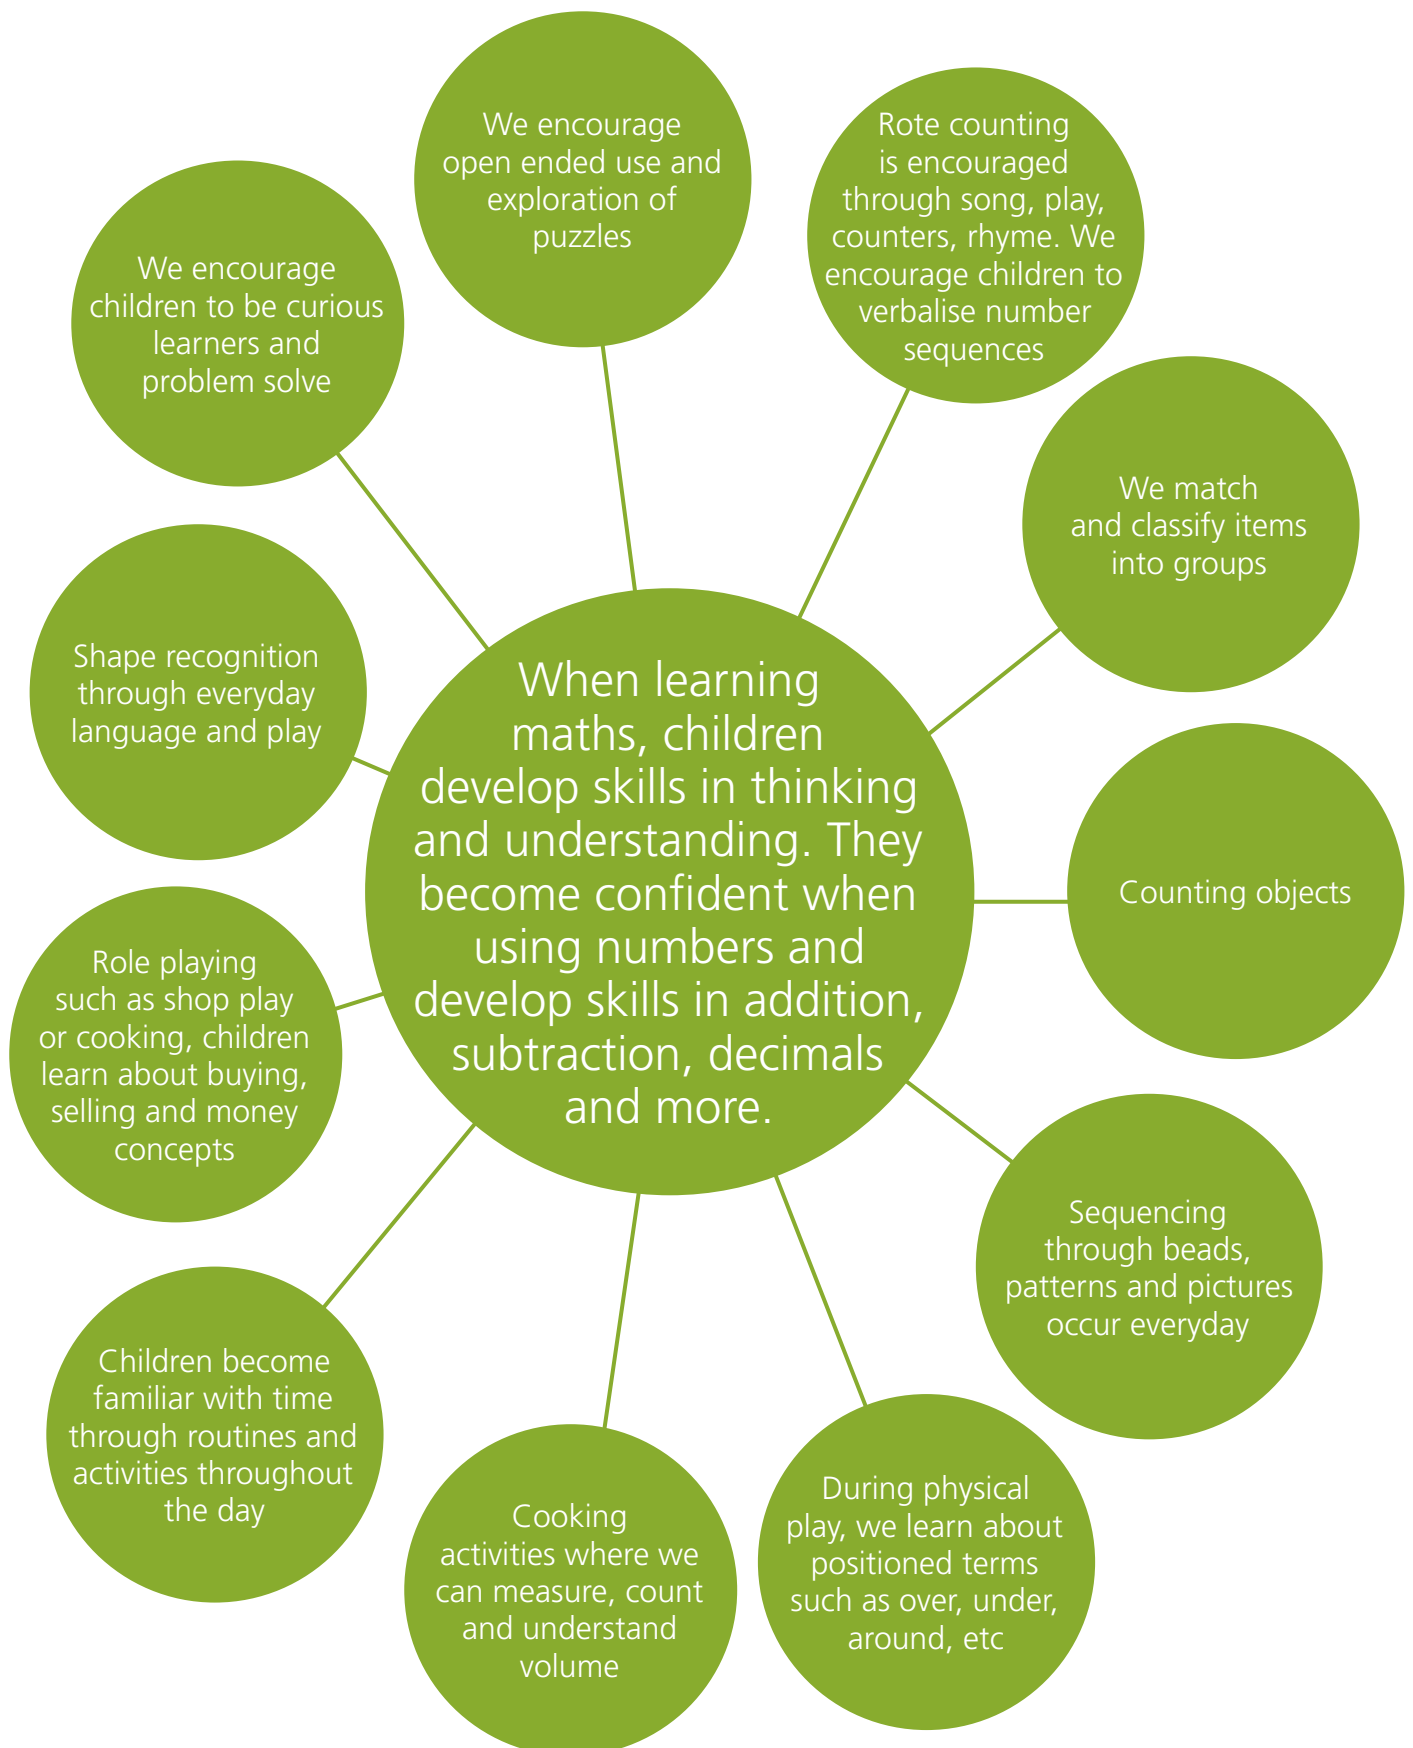 We encourage
open ended use and
exploration of
puzzles
Rote counting
is encouraged
through song, play,
counters, rhyme. We
encourage children to
verbalise number
sequences
We encourage
children to be curious
learners and
problem solve
We match
and classify items
into groups
Shape recognition
through everyday
language and play
When learning
maths, children
develop skills in thinking
and understanding. They
become confident when
using numbers and
develop skills in addition,
subtraction, decimals
and more.
Counting objects
Role playing
such as shop play
or cooking, children
learn about buying,
selling and money
concepts
Sequencing
through beads,
patterns and pictures
occur everyday
Children become
familiar with time
through routines and
activities throughout
the day
Cooking
activities where we
can measure, count
and understand
volume
During physical
play, we learn about
positioned terms
such as over, under,
around, etc